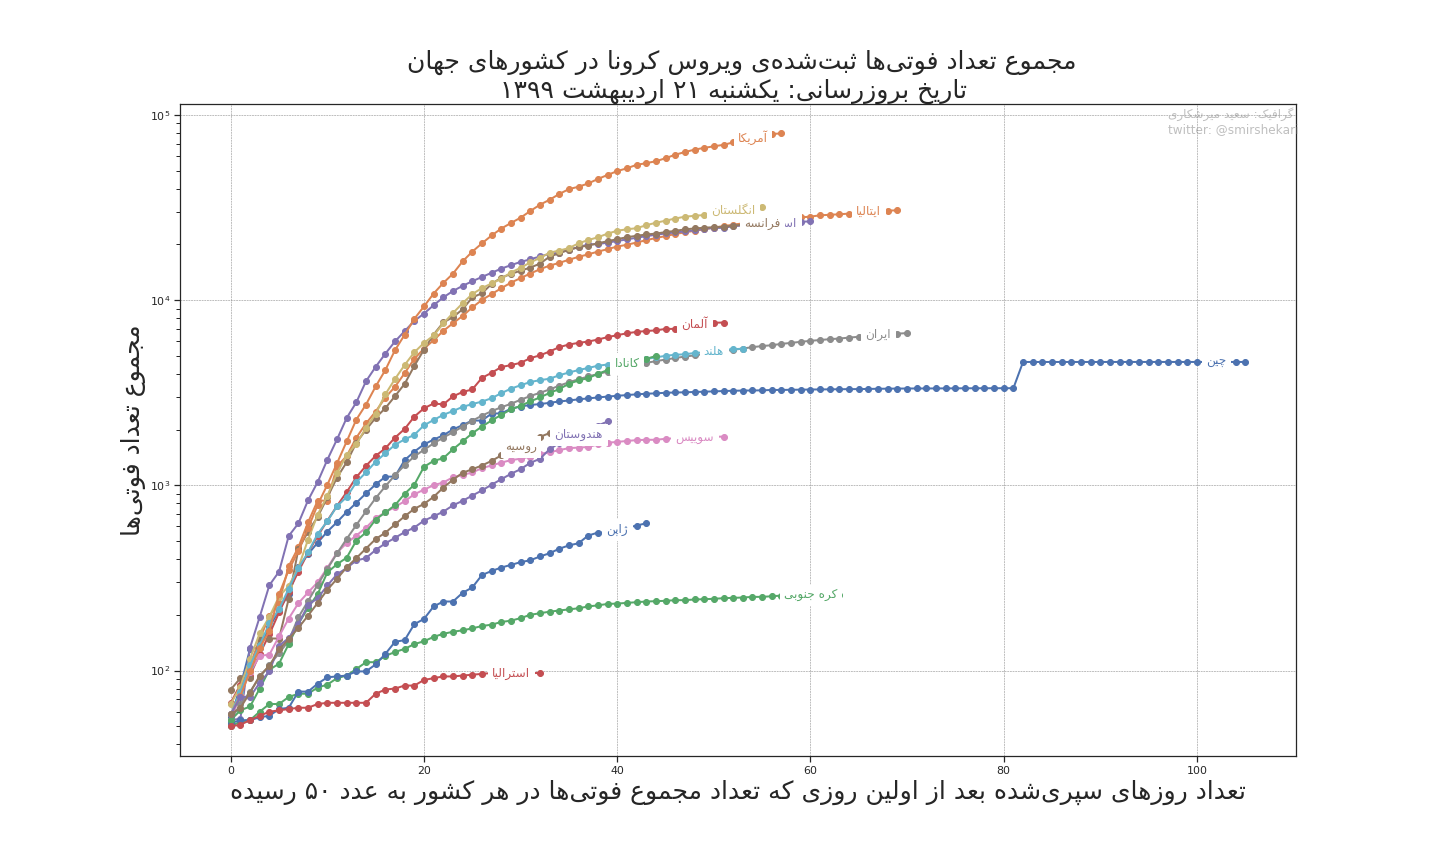 مجموع تعداد فوتی‌ها ثبت‌شده‌ی ویروس کرونا در کشورهای جهان
تاریخ بروزرسانی: یکشنبه ۲۱ اردیبهشت ۱۳۹۹
گرافیک: سعید میرشکاری
twitter: @smirshekar
مجموع تعداد فوتی‌ها
10⁵
10⁴
10³
10²
آمریکا
انگلستان
ایتالیا
فرانسه
آلمان
ایران
هلند
کانادا
چین
هندوستان
سوییس
روسیه
ژاپن
کره جنوبی
استرالیا
0 20 40 60 80 100
تعداد روزهای سپری‌شده بعد از اولین روزی که تعداد مجموع فوتی‌ها در هر کشور به عدد ۵۰ رسیده